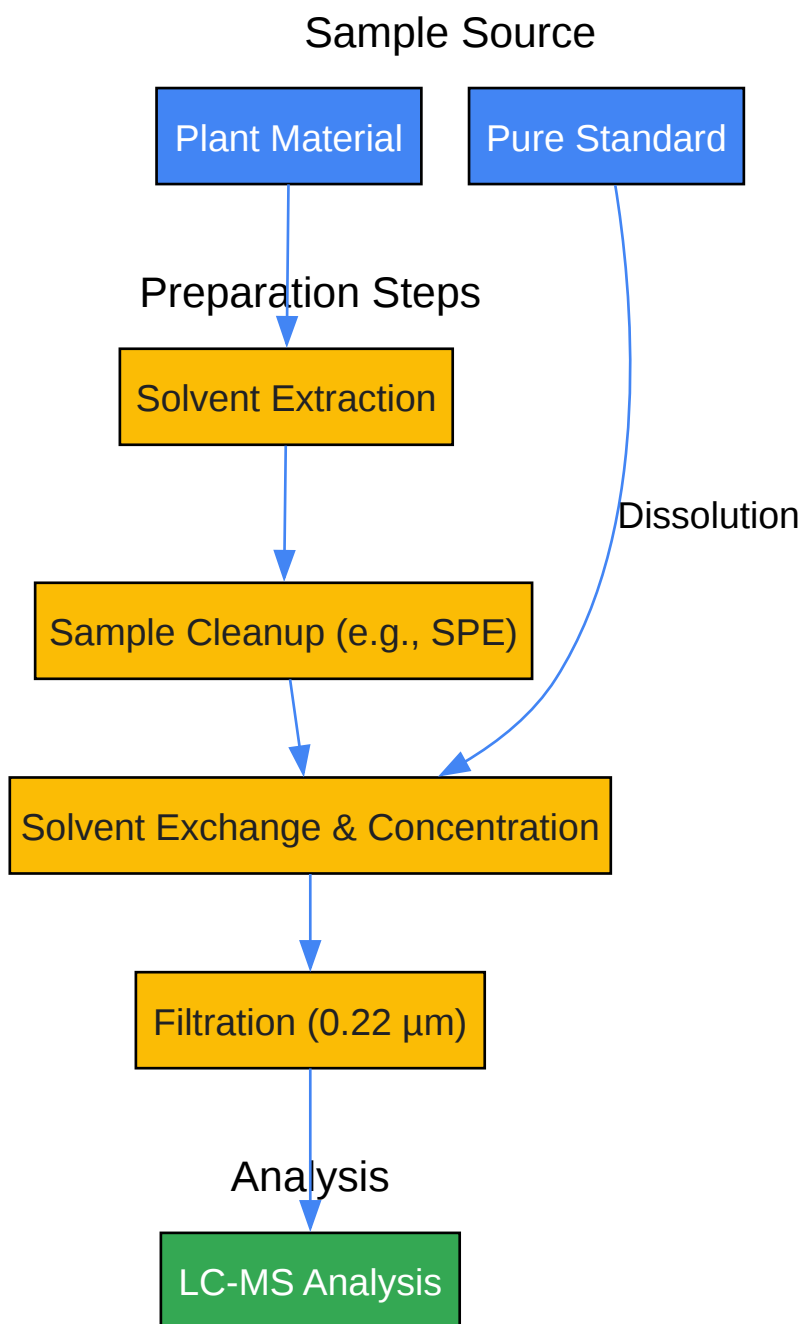 Sample Source
Plant Material
Pure Standard
Preparation Steps
Solvent Extraction
Dissolution
Sample Cleanup (e.g., SPE)
Solvent Exchange & Concentration
Filtration (0.22 µm)
Analysis
LC-MS Analysis